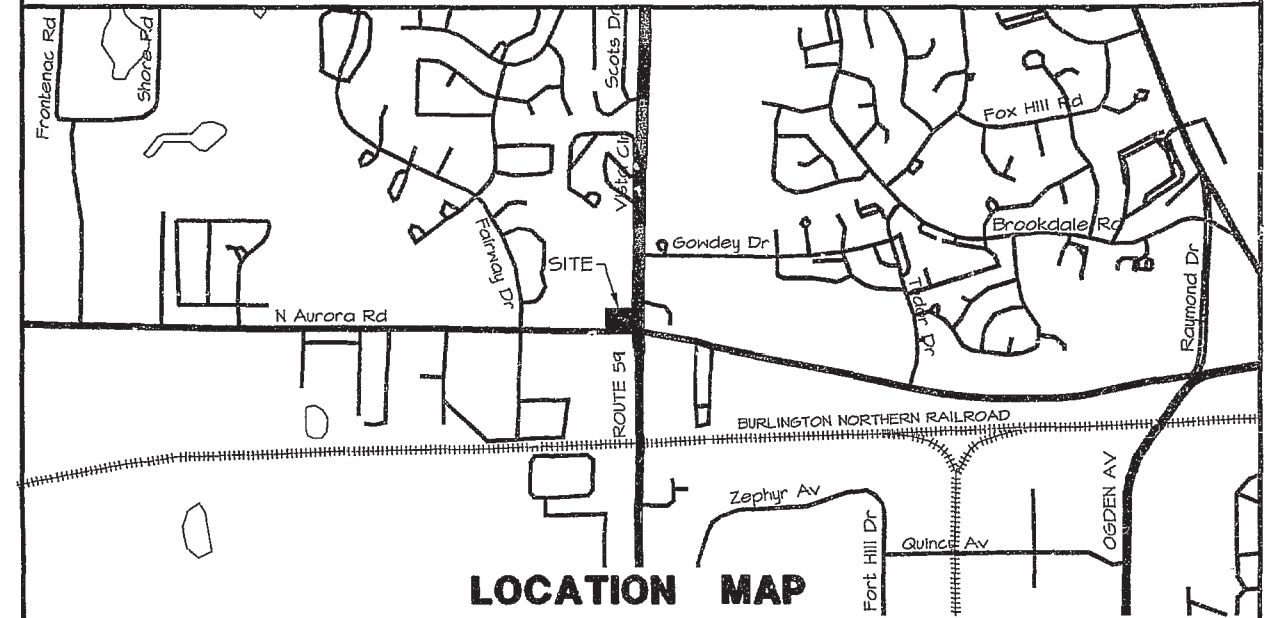 Frontenac Rd
Shore Rd
Scots Dr
Fox Hill Rd
Vista Cir
Fairway Dr
Gowdey Dr
Brookdale Rd
SITE
Tudor Dr
Raymond Dr
N Aurora Rd
ROUTE 59
BURLINGTON NORTHERN RAILROAD
Zephyr Av
OGDEN AV
Fort Hill Dr
Quince Av
LOCATION MAP